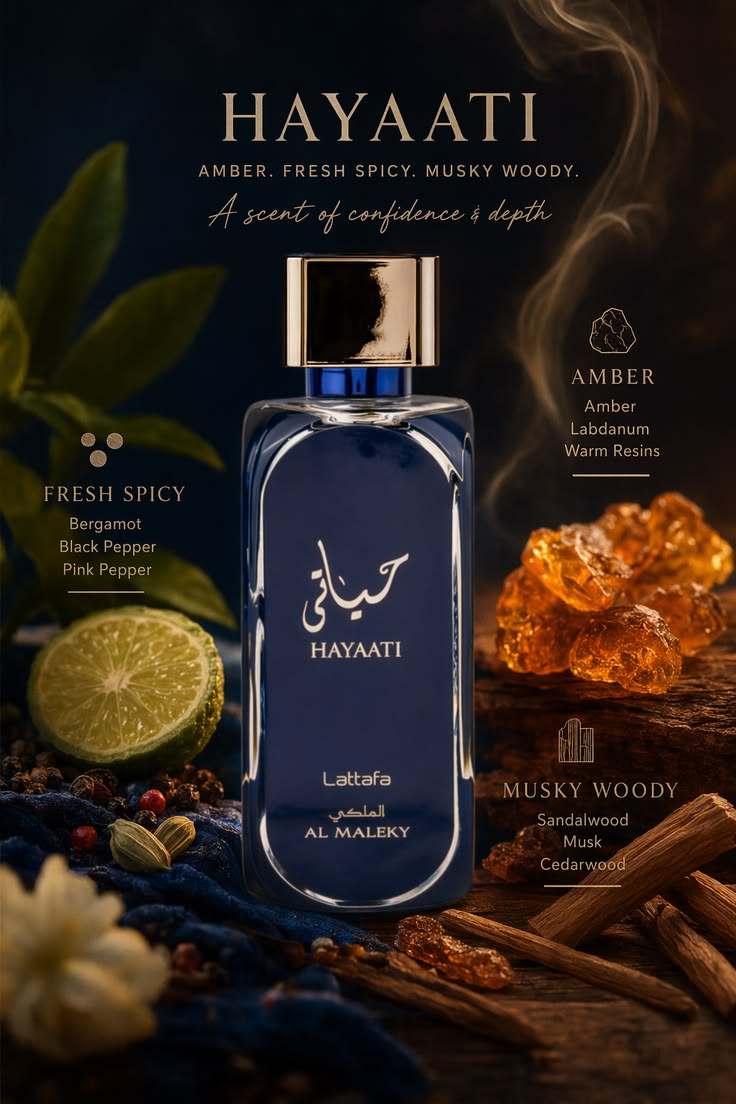 HAYAATI
AMBER. FRESH SPICY. MUSKY WOODY.
A scent of confidence & depth
AMBER
Amber
Labdanum
Warm Resins
FRESH SPICY
Bergamot
Black Pepper
Pink Pepper
حياتي
HAYAATI
Lattafa
الملكي
AL MALEKY
MUSKY WOODY
Sandalwood
Musk
Cedarwood